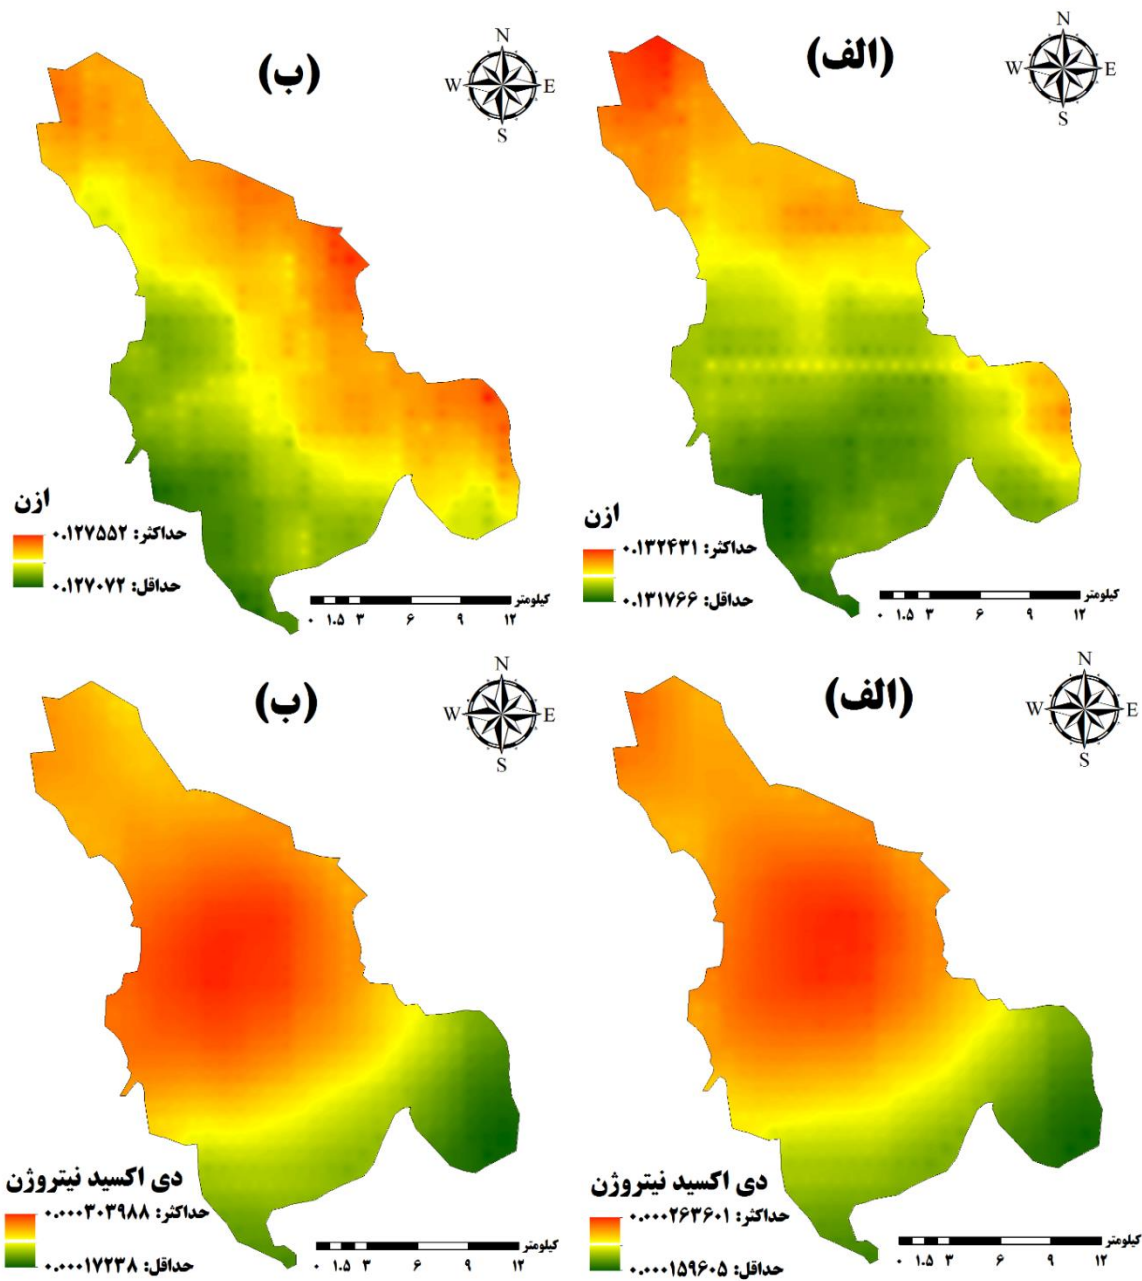 (الف)
N
W E
S
ازن
حداکثر: ۰.۱۳۲۴۳۱
حداقل: ۰.۱۳۱۷۶۶
کیلومتر
۰ ۱.۵ ۳ ۶ ۹ ۱۲
(ب)
N
W E
S
ازن
حداکثر: ۰.۱۲۷۵۵۲
حداقل: ۰.۱۲۷۰۷۲
کیلومتر
۰ ۱.۵ ۳ ۶ ۹ ۱۲
(الف)
N
W E
S
دی اکسید نیتروژن
حداکثر: ۰.۰۰۰۲۶۳۶۰۱
حداقل: ۰.۰۰۰۱۵۹۶۰۵
کیلومتر
۰ ۱.۵ ۳ ۶ ۹ ۱۲
(ب)
N
W E
S
دی اکسید نیتروژن
حداکثر: ۰.۰۰۰۳۰۳۹۸۸
حداقل: ۰.۰۰۰۱۷۲۳۸
کیلومتر
۰ ۱.۵ ۳ ۶ ۹ ۱۲